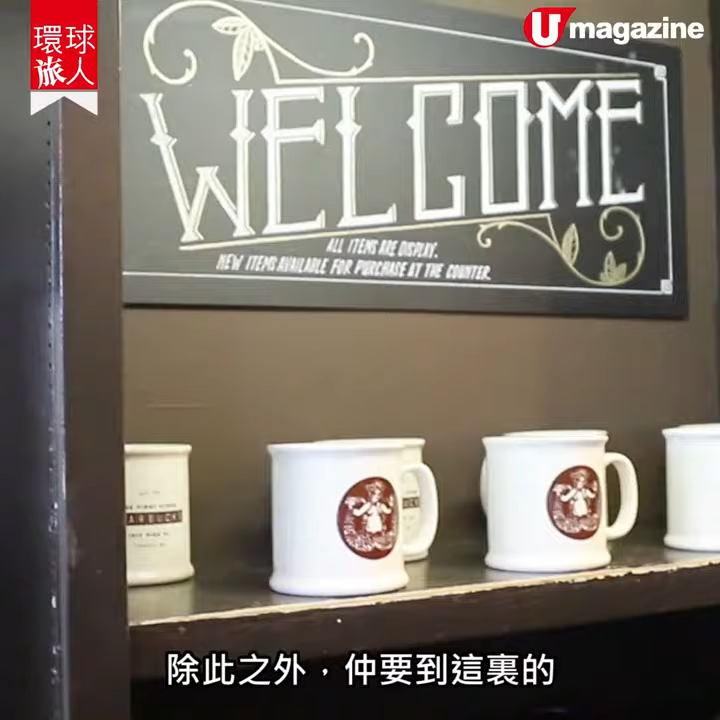 環球
旅人
U magazine
WELCOME
ALL ITEMS ARE DISPLAY.
NEW ITEMS AVAILABLE FOR PURCHASE AT THE COUNTER.
除此之外，仲要到這裏的